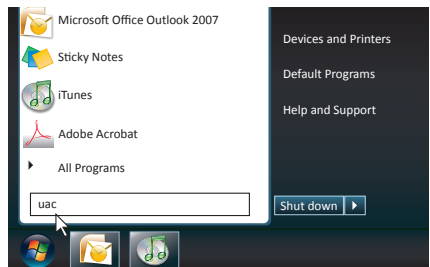 Microsoft Office Outlook 2007
Sticky Notes
iTunes
Adobe Acrobat
All Programs
uac
Devices and Printers
Default Programs
Help and Support
Shut down